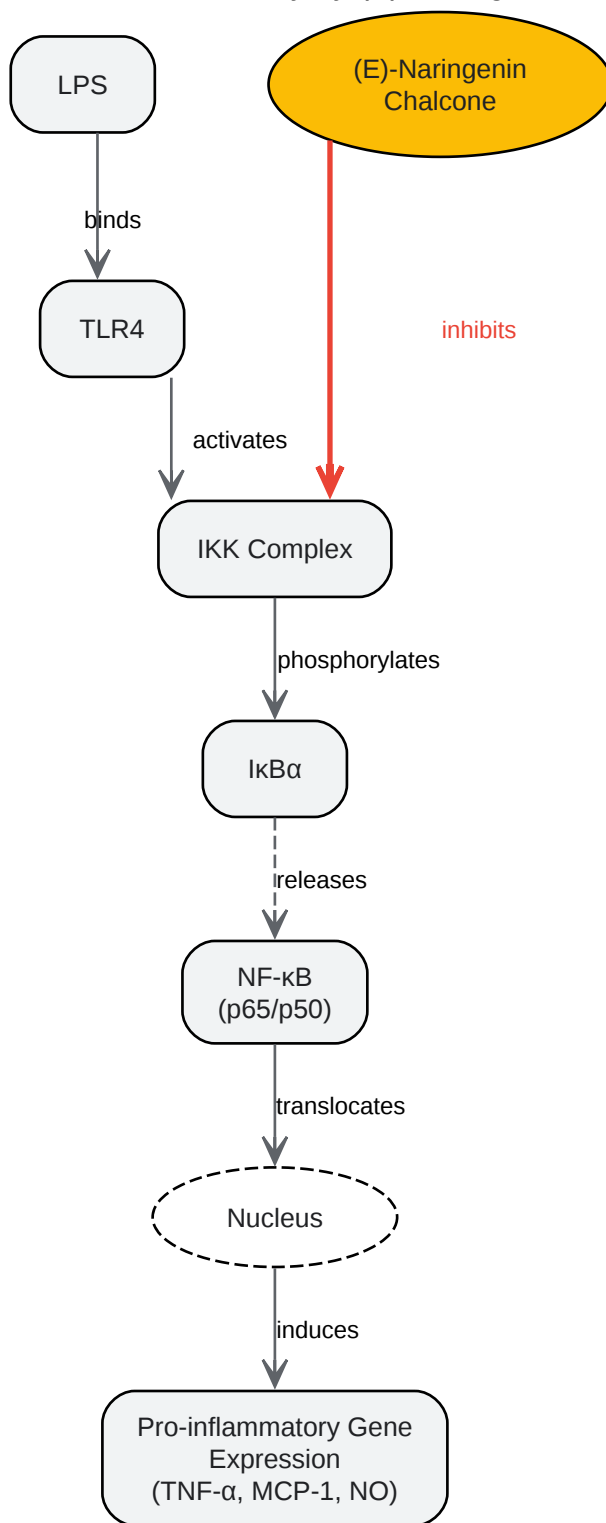 LPS
(E)-Naringenin
Chalcone
binds
TLR4
inhibits
activates
IKK Complex
phosphorylates
IκBα
releases
NF-κB
(p65/p50)
translocates
Nucleus
induces
Pro-inflammatory Gene
Expression
(TNF-α, MCP-1, NO)